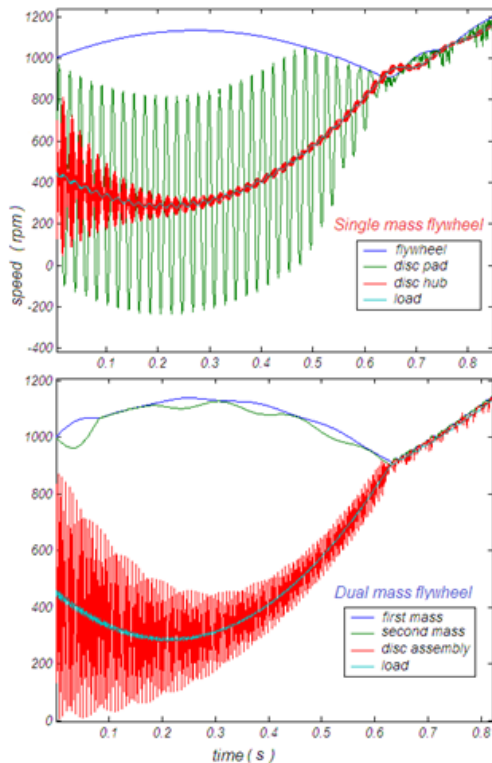 1200
1000
800
600
400
200
0
-200
-400
speed (rpm)
Single mass flywheel
flywheel
disc pad
disc hub
load
0.1 0.2 0.3 0.4 0.5 0.6 0.7 0.8
1200
1000
800
600
400
200
0
Dual mass flywheel
first mass
second mass
disc assembly
load
0.1 0.2 0.3 0.4 0.5 0.6 0.7 0.8
time (s)